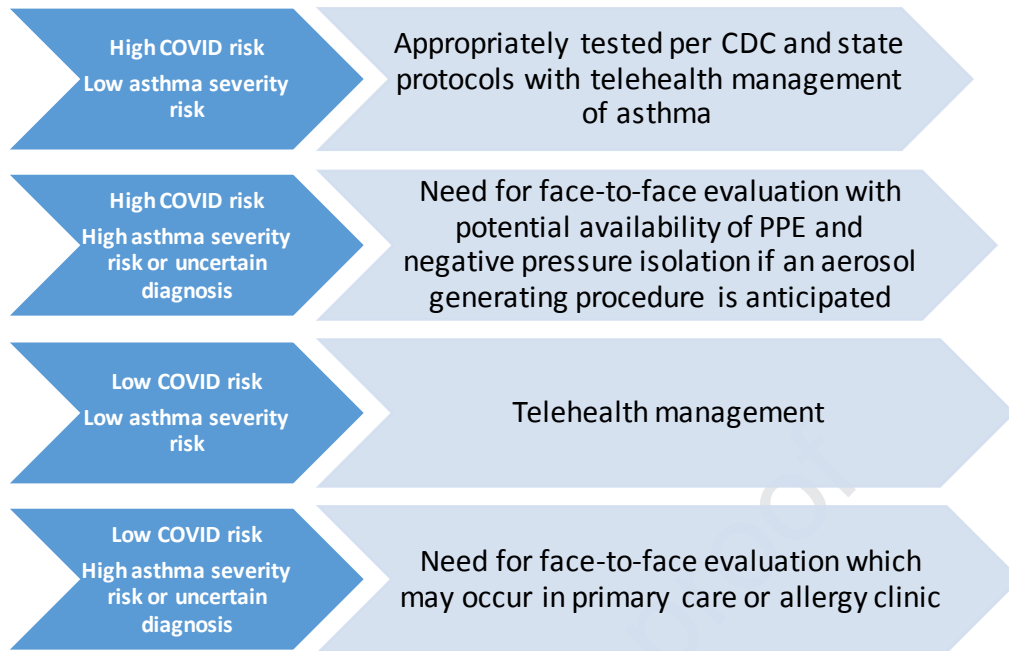 High COVID risk
Low asthma severity
risk
Appropriately tested per CDC and state
protocols with telehealth management
of asthma
High COVID risk
High asthma severity
risk or uncertain
diagnosis
Need for face-to-face evaluation with
potential availability of PPE and
negative pressure isolation if an aerosol
generating procedure is anticipated
Low COVID risk
Low asthma severity
risk
Telehealth management
Low COVID risk
High asthma severity
risk or uncertain
diagnosis
Need for face-to-face evaluation which
may occur in primary care or allergy clinic